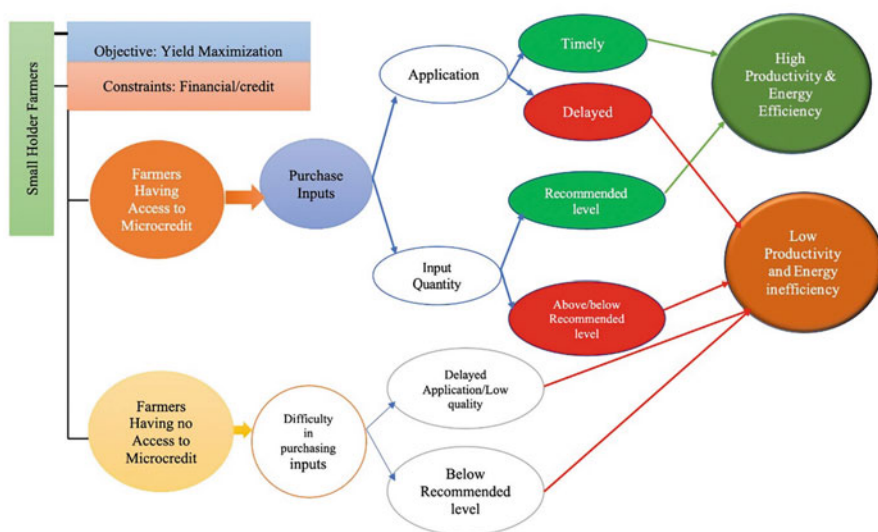 Small Holder Farmers
Objective: Yield Maximization
Constraints: Financial/credit
Farmers
Having
Access to
Microcredit
Purchase
Inputs
Application
Timely
Delayed
High
Productivity &
Energy
Efficiency
Input
Quantity
Recommended
level
Above/below
Recommended
level
Low
Productivity
and Energy
inefficiency
Farmers
Having no
Access to
Microcredit
Difficulty
in
purchasing
inputs
Delayed
Application/Low
quality
Below
Recommended
level